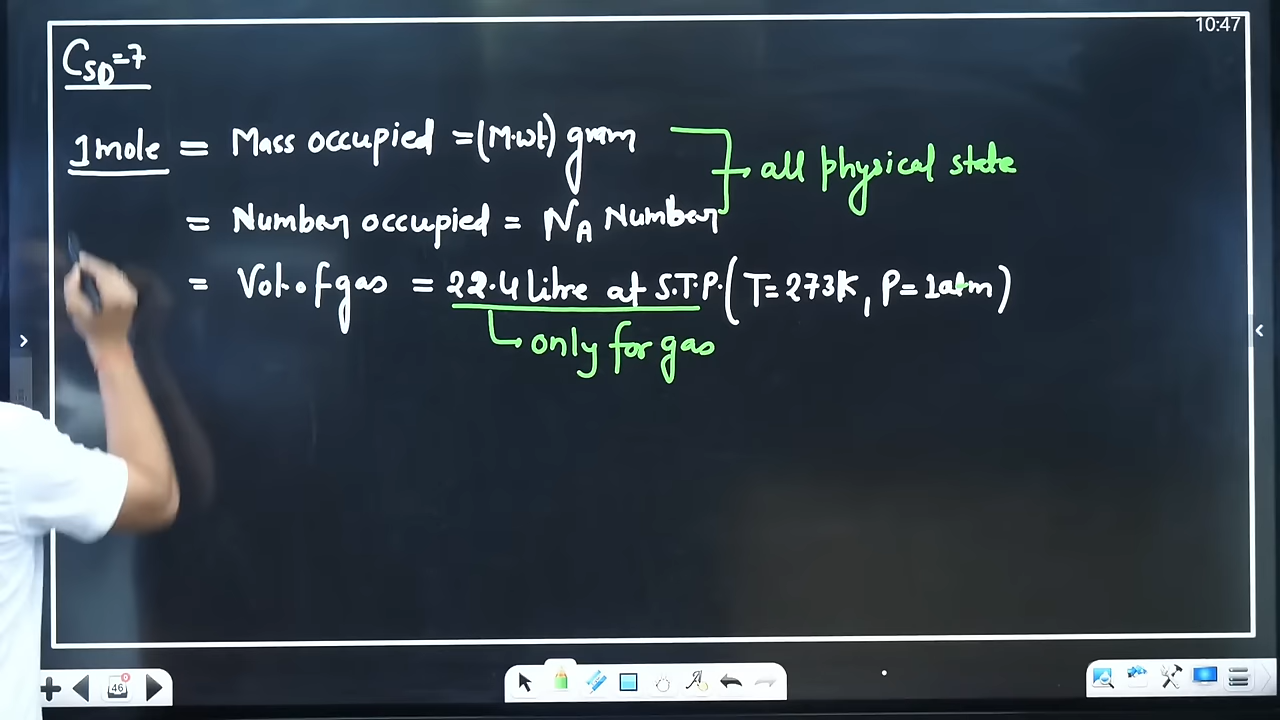 10:47
C50=7
1mole = Mass occupied =(M.wt) gram
all physical state
= Number occupied = NA Number
= Vol. of gas = 22.4 litre at S.T.P. (T=273K, P=1atm)
only for gas
46